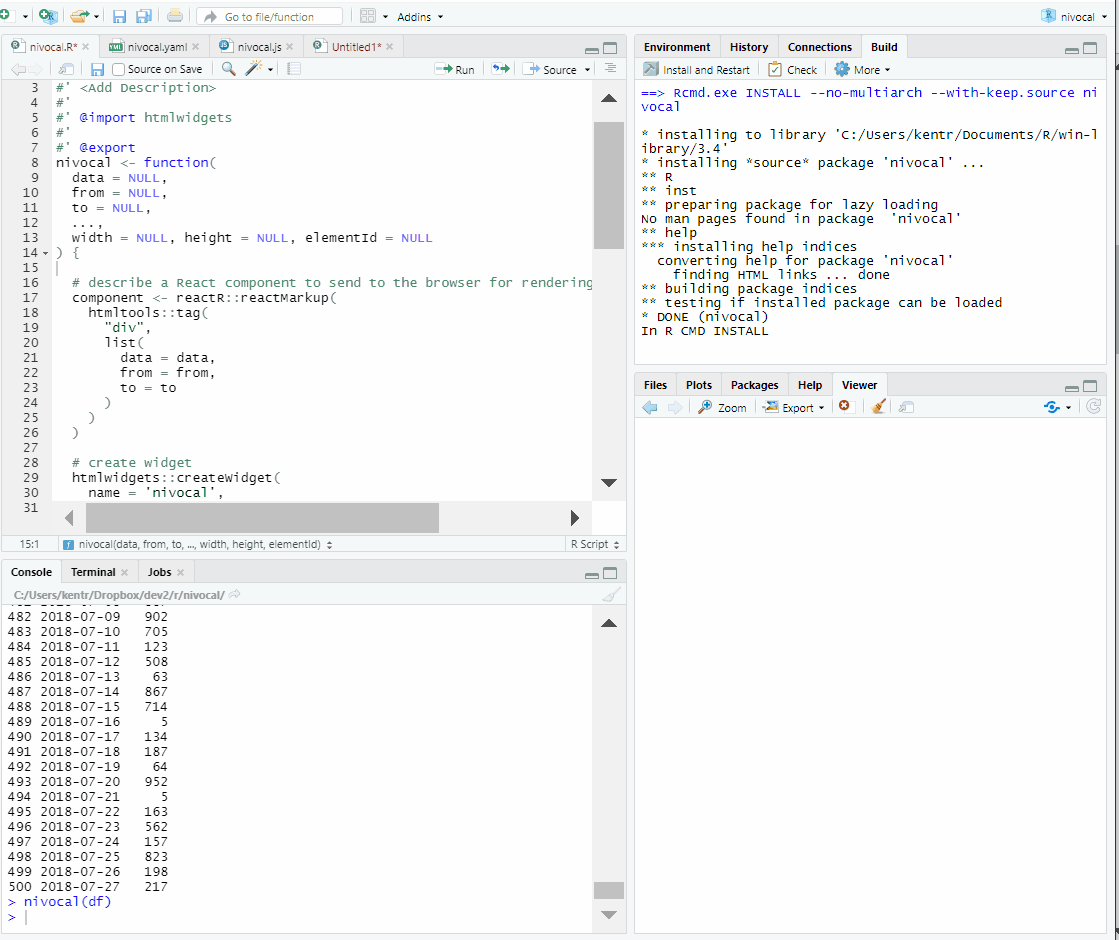 Go to file/function
Addins
nivocal
nivocal.R*
nivocal.yaml
nivocal.js
Untitled1*
Source on Save
Run
Source
3 #' <Add Description>
4 #'
5 #' @import htmlwidgets
6 #'
7 #' @export
8 nivocal <- function(
9 data = NULL,
10 from = NULL,
11 to = NULL,
12 ...,
13 width = NULL, height = NULL, elementId = NULL
14 ) {
15
16 # describe a React component to send to the browser for rendering
17 component <- reactR::reactMarkup(
18 htmltools::tag(
19 "div",
20 list(
21 data = data,
22 from = from,
23 to = to
24 )
25 )
26 )
27
28 # create widget
29 htmlwidgets::createWidget(
30 name = 'nivocal',
31
15:1
nivocal(data, from, to, ..., width, height, elementId)
R Script
Console
Terminal
Jobs
C:/Users/kentr/Dropbox/dev2/r/nivocal/
482 2018-07-09 902
483 2018-07-10 705
484 2018-07-11 123
485 2018-07-12 508
486 2018-07-13 63
487 2018-07-14 867
488 2018-07-15 714
489 2018-07-16 5
490 2018-07-17 134
491 2018-07-18 187
492 2018-07-19 64
493 2018-07-20 952
494 2018-07-21 5
495 2018-07-22 163
496 2018-07-23 562
497 2018-07-24 157
498 2018-07-25 823
499 2018-07-26 198
500 2018-07-27 217
> nivocal(df)
>
Environment
History
Connections
Build
Install and Restart
Check
More
==> Rcmd.exe INSTALL --no-multiarch --with-keep.source ni
vocal
* installing to library 'C:/Users/kentr/Documents/R/win-l
ibrary/3.4'
* installing *source* package 'nivocal' ...
** R
** inst
** preparing package for lazy loading
No man pages found in package 'nivocal'
** help
*** installing help indices
converting help for package 'nivocal'
finding HTML links ... done
** building package indices
** testing if installed package can be loaded
* DONE (nivocal)
In R CMD INSTALL
Files
Plots
Packages
Help
Viewer
Zoom
Export